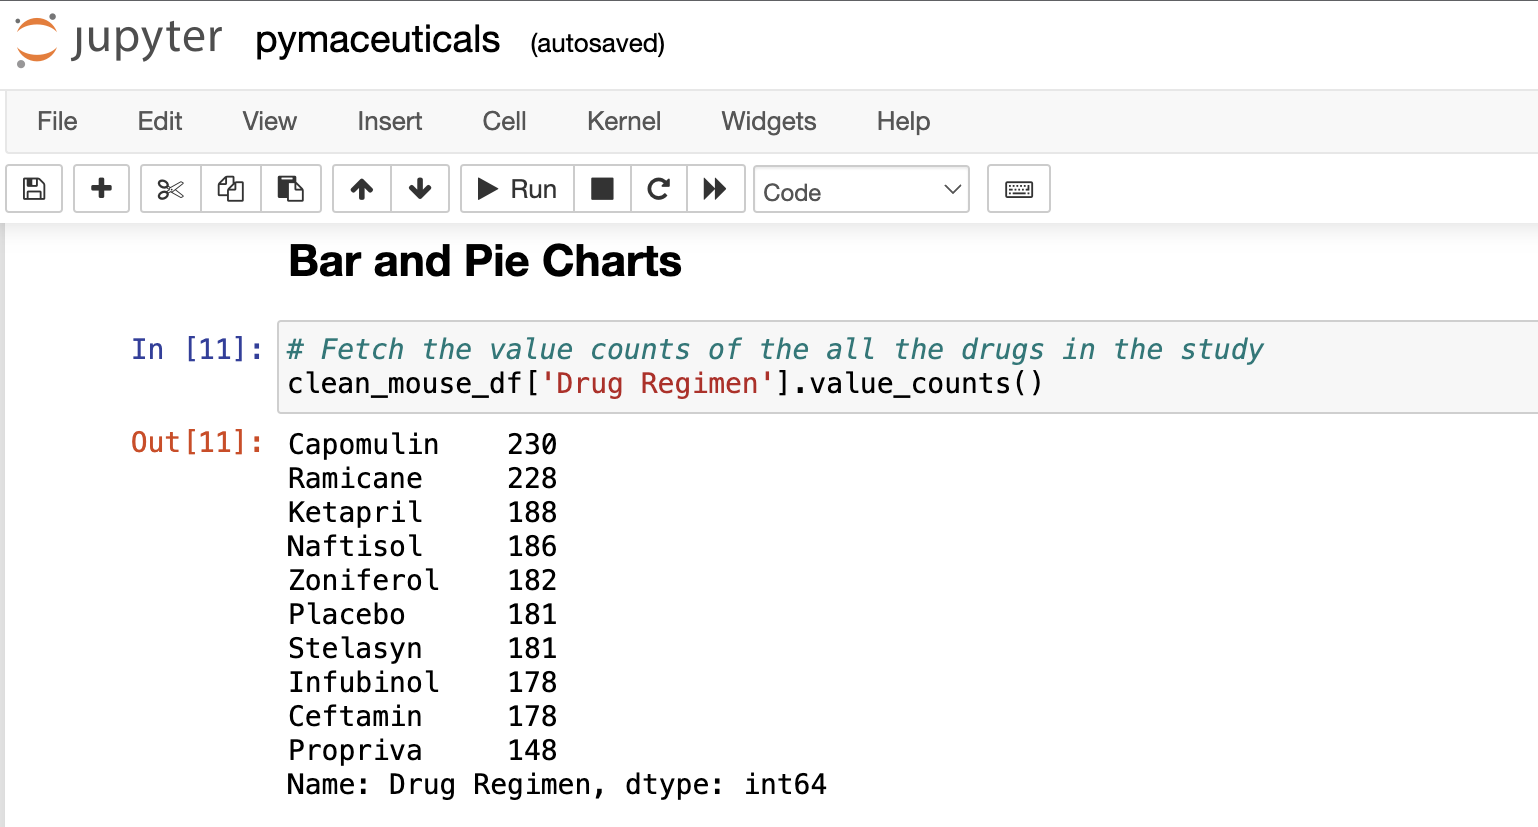 jupyter pymaceuticals (autosaved)
File Edit View Insert Cell Kernel Widgets Help
Run Code
Bar and Pie Charts
In [11]: # Fetch the value counts of the all the drugs in the study
clean_mouse_df['Drug Regimen'].value_counts()
Out[11]: Capomulin 230
Ramicane 228
Ketapril 188
Naftisol 186
Zoniferol 182
Placebo 181
Stelasyn 181
Infubinol 178
Ceftamin 178
Propriva 148
Name: Drug Regimen, dtype: int64